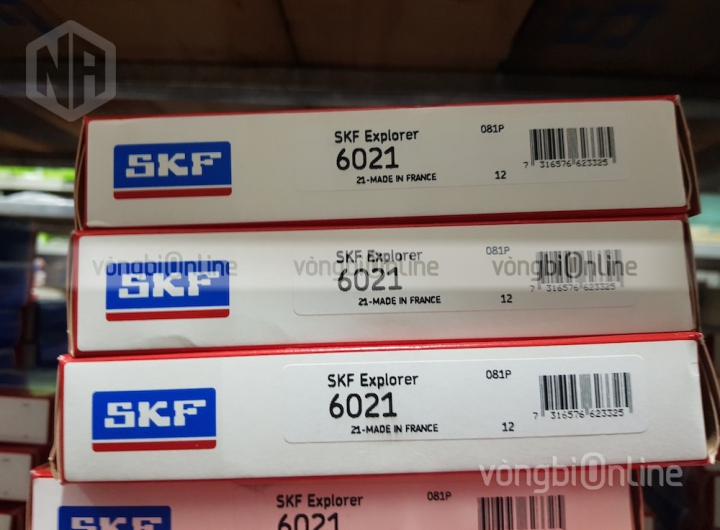 NA
SKF
SKF Explorer
6021
21-MADE IN FRANCE
081P
12
7 316576 623325
SKF
SKF Explorer
6021
21-MADE IN FRANCE
081P
12
7 316576 623325
vòngbiOnline
vòngbiOnline
vòngbiOnline
SKF
SKF Explorer
6021
21-MADE IN FRANCE
081P
12
7 316576 623325
vòngbiOnline
SKF
SKF Explorer
6021
081P